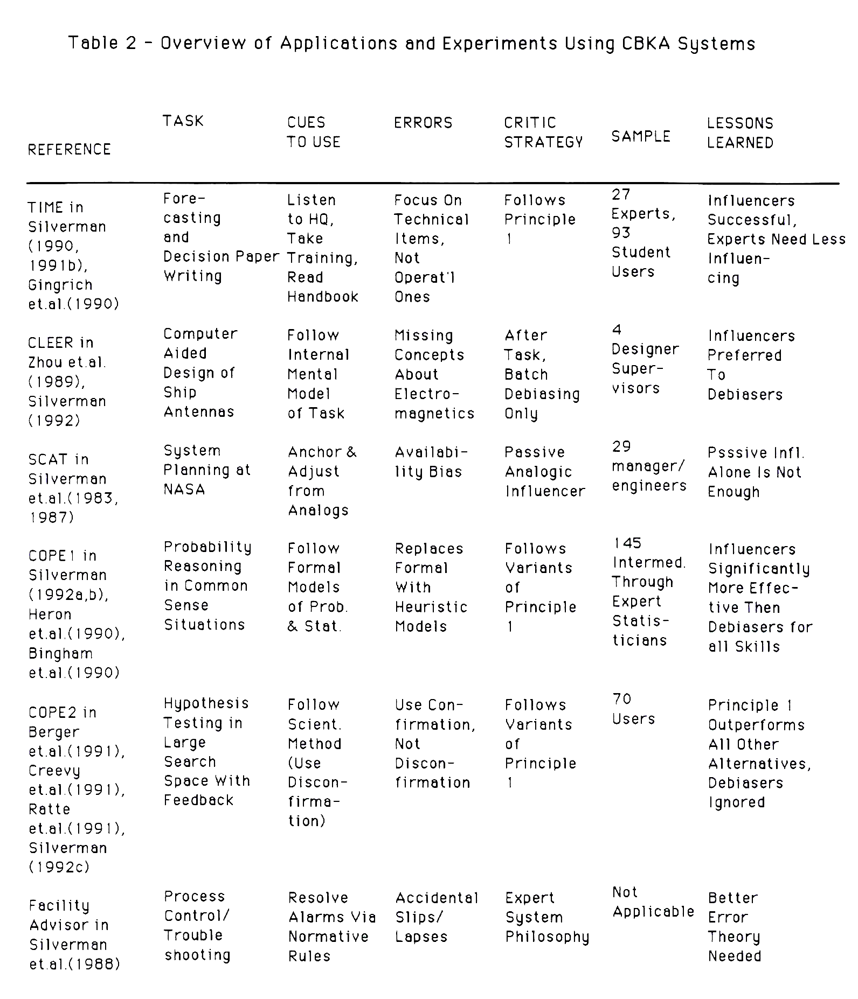 Table 2 - Overview of Applications and Experiments Using CBKA Systems
REFERENCE
TASK
CUES
TO USE
ERRORS
CRITIC
STRATEGY
SAMPLE
LESSONS
LEARNED
TIME in
Silverman
(1990,
1991b),
Gingrich
et.al.(1990)
Fore-
casting
and
Decision Paper
Writing
Listen
to HQ,
Take
Training,
Read
Handbook
Focus On
Technical
Items,
Not
Operat'l
Ones
Follows
Principle
1
27
Experts,
93
Student
Users
Influencers
Successful,
Experts Need Less
Influen-
cing
CLEER in
Zhou et.al.
(1989),
Silverman
(1992)
Computer
Aided
Design of
Ship
Antennas
Follow
Internal
Mental
Model
of Task
Missing
Concepts
About
Electro-
magnetics
After
Task,
Batch
Debiasing
Only
4
Designer
Super-
visors
Influencers
Preferred
To
Debiasers
SCAT in
Silverman
et.al.(1983,
1987)
System
Planning at
NASA
Anchor &
Adjust
from
Analogs
Availabi-
lity Bias
Passive
Analogic
Influencer
29
manager/
engineers
Psssive Infl.
Alone Is Not
Enough
COPE1 in
Silverman
(1992a,b),
Heron
et.al.(1990),
Bingham
et.al.(1990)
Probability
Reasoning
in Common
Sense
Situations
Follow
Formal
Models
of Prob.
& Stat.
Replaces
Formal
With
Heuristic
Models
Follows
Variants
of
Principle
1
145
Intermed.
Through
Expert
Statis-
ticians
Influencers
Significantly
More Effec-
tive Then
Debiasers for
all Skills
COPE2 in
Berger
et.al.(1991),
Creevy
et.al.(1991),
Ratte
et.al.(1991),
Silverman
(1992c)
Hypothesis
Testing in
Large
Search
Space With
Feedback
Follow
Scient.
Method
(Use
Discon-
firma-
tion)
Use Con-
firmation,
Not
Discon-
firmation
Follows
Variants
of
Principle
1
70
Users
Principle 1
Outperforms
All Other
Alternatives,
Debiasers
Ignored
Facility
Advisor in
Silverman
et.al.(1988)
Process
Control/
Trouble
shooting
Resolve
Alarms Via
Normative
Rules
Accidental
Slips/
Lapses
Expert
System
Philosophy
Not
Applicable
Better
Error
Theory
Needed